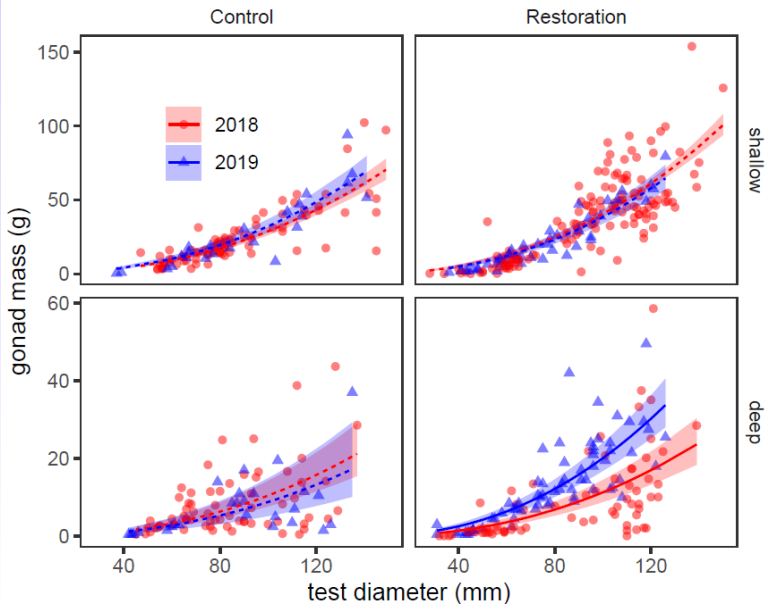 Control Restoration
150
100
50
0
2018
2019
shallow
60
40
20
0
deep
gonad mass (g)
40 80 120 40 80 120
test diameter (mm)